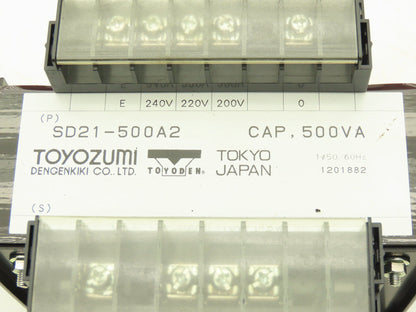 E 240V 220V 200V 0
(P)
SD21-500A2 CAP, 500VA
TOYOZUMI TOYODEN® TOKYO
DENGENKIKI CO., LTD. JAPAN
1φ50/60Hz
1201882
(S)